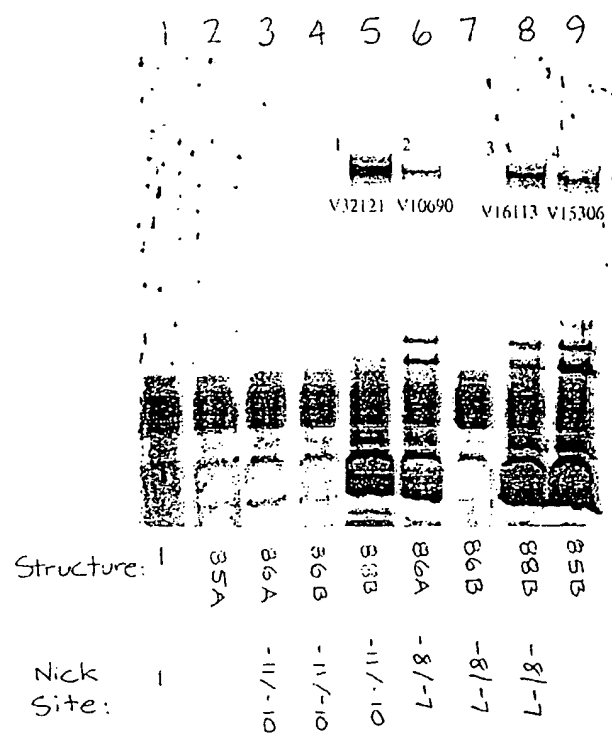 1 2 3 4 5 6 7 8 9
1 2 3 4
V32121 V10690 V16113 V15306
Structure: 1 85A 86A 86B 88B 86A 86B 88B 85B
Nick Site: 1 -11/-10 -11/-10 -11/-10 -8/-7 -8/-7 -8/-7